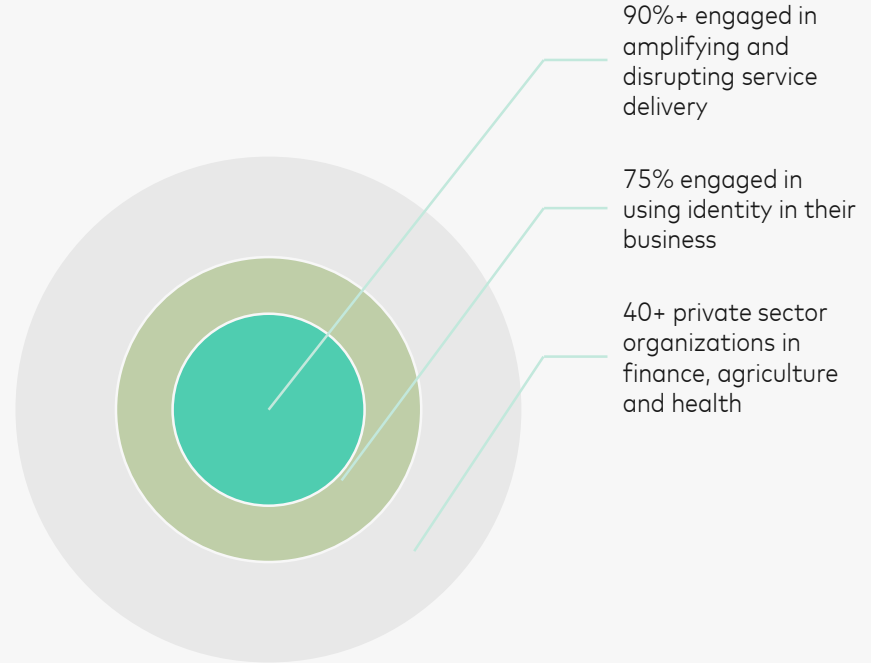 90%+ engaged in
amplifying and
disrupting service
delivery
75% engaged in
using identity in their
business
40+ private sector
organizations in
finance, agriculture
and health